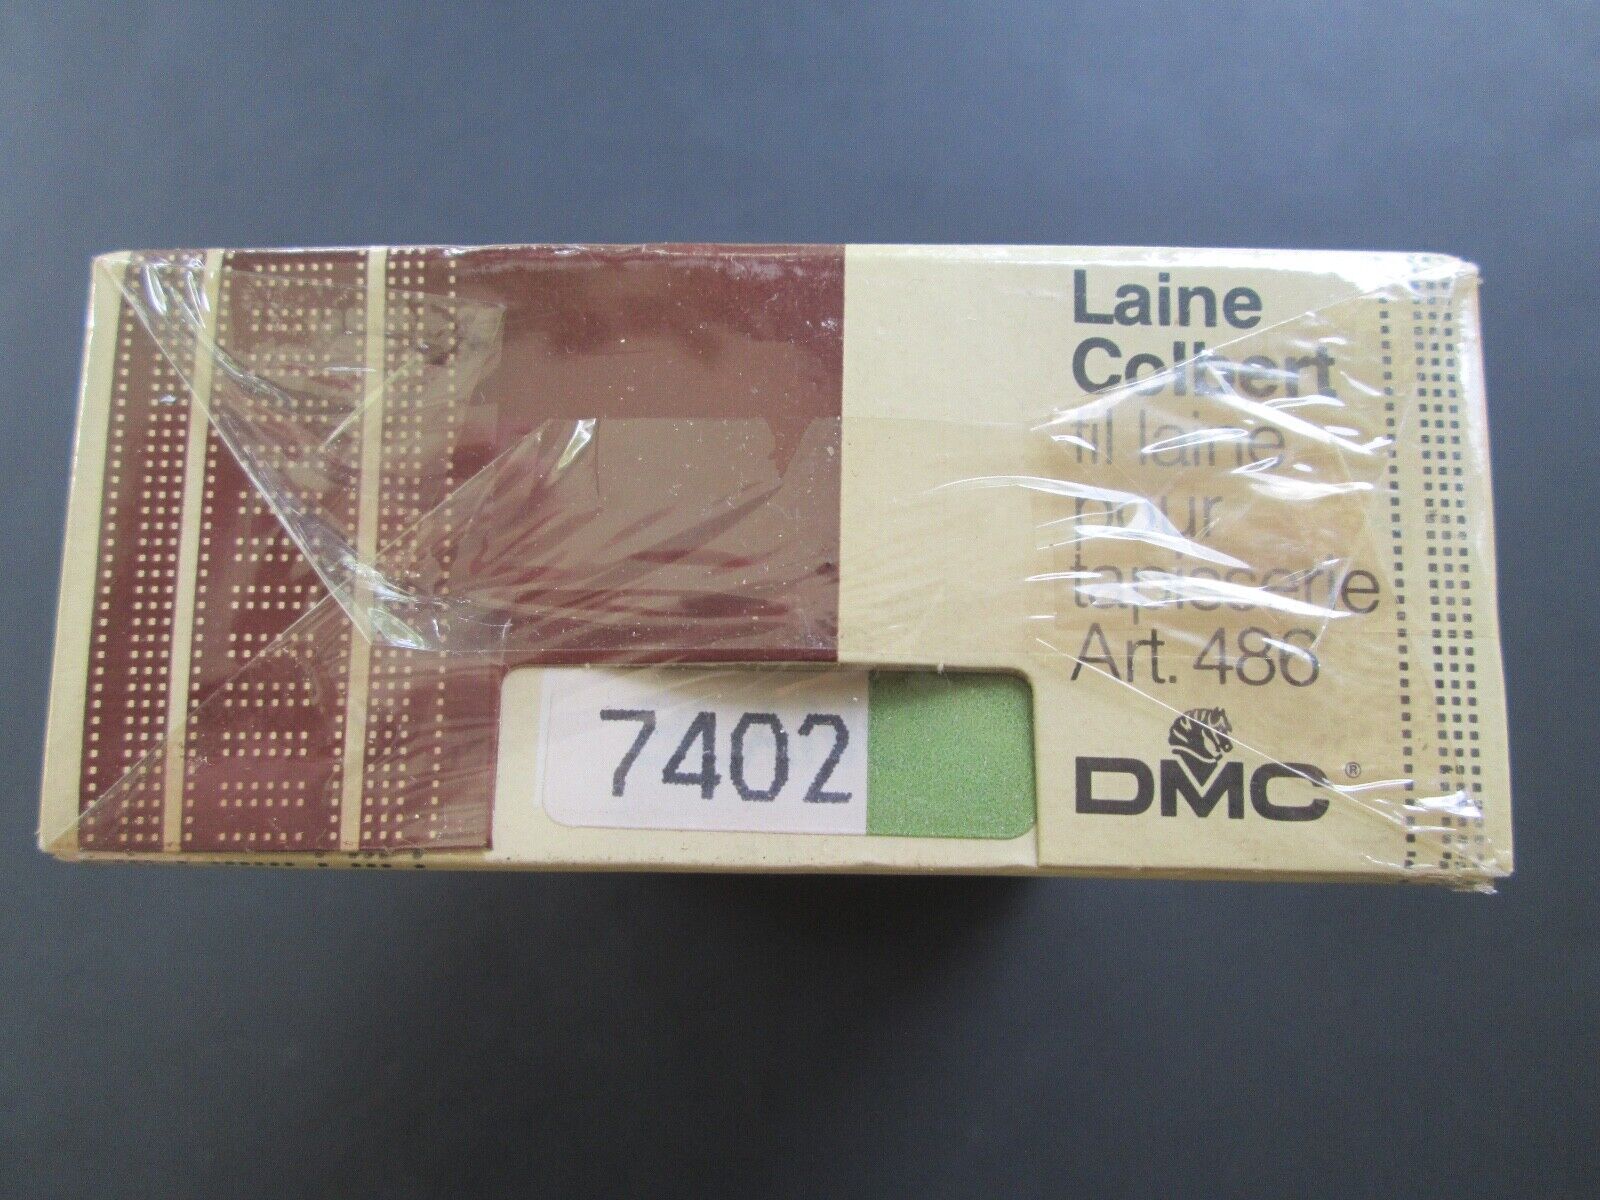 Laine
Colbert
fil laine
pour
tapisserie
Art. 486
7402
DMC®